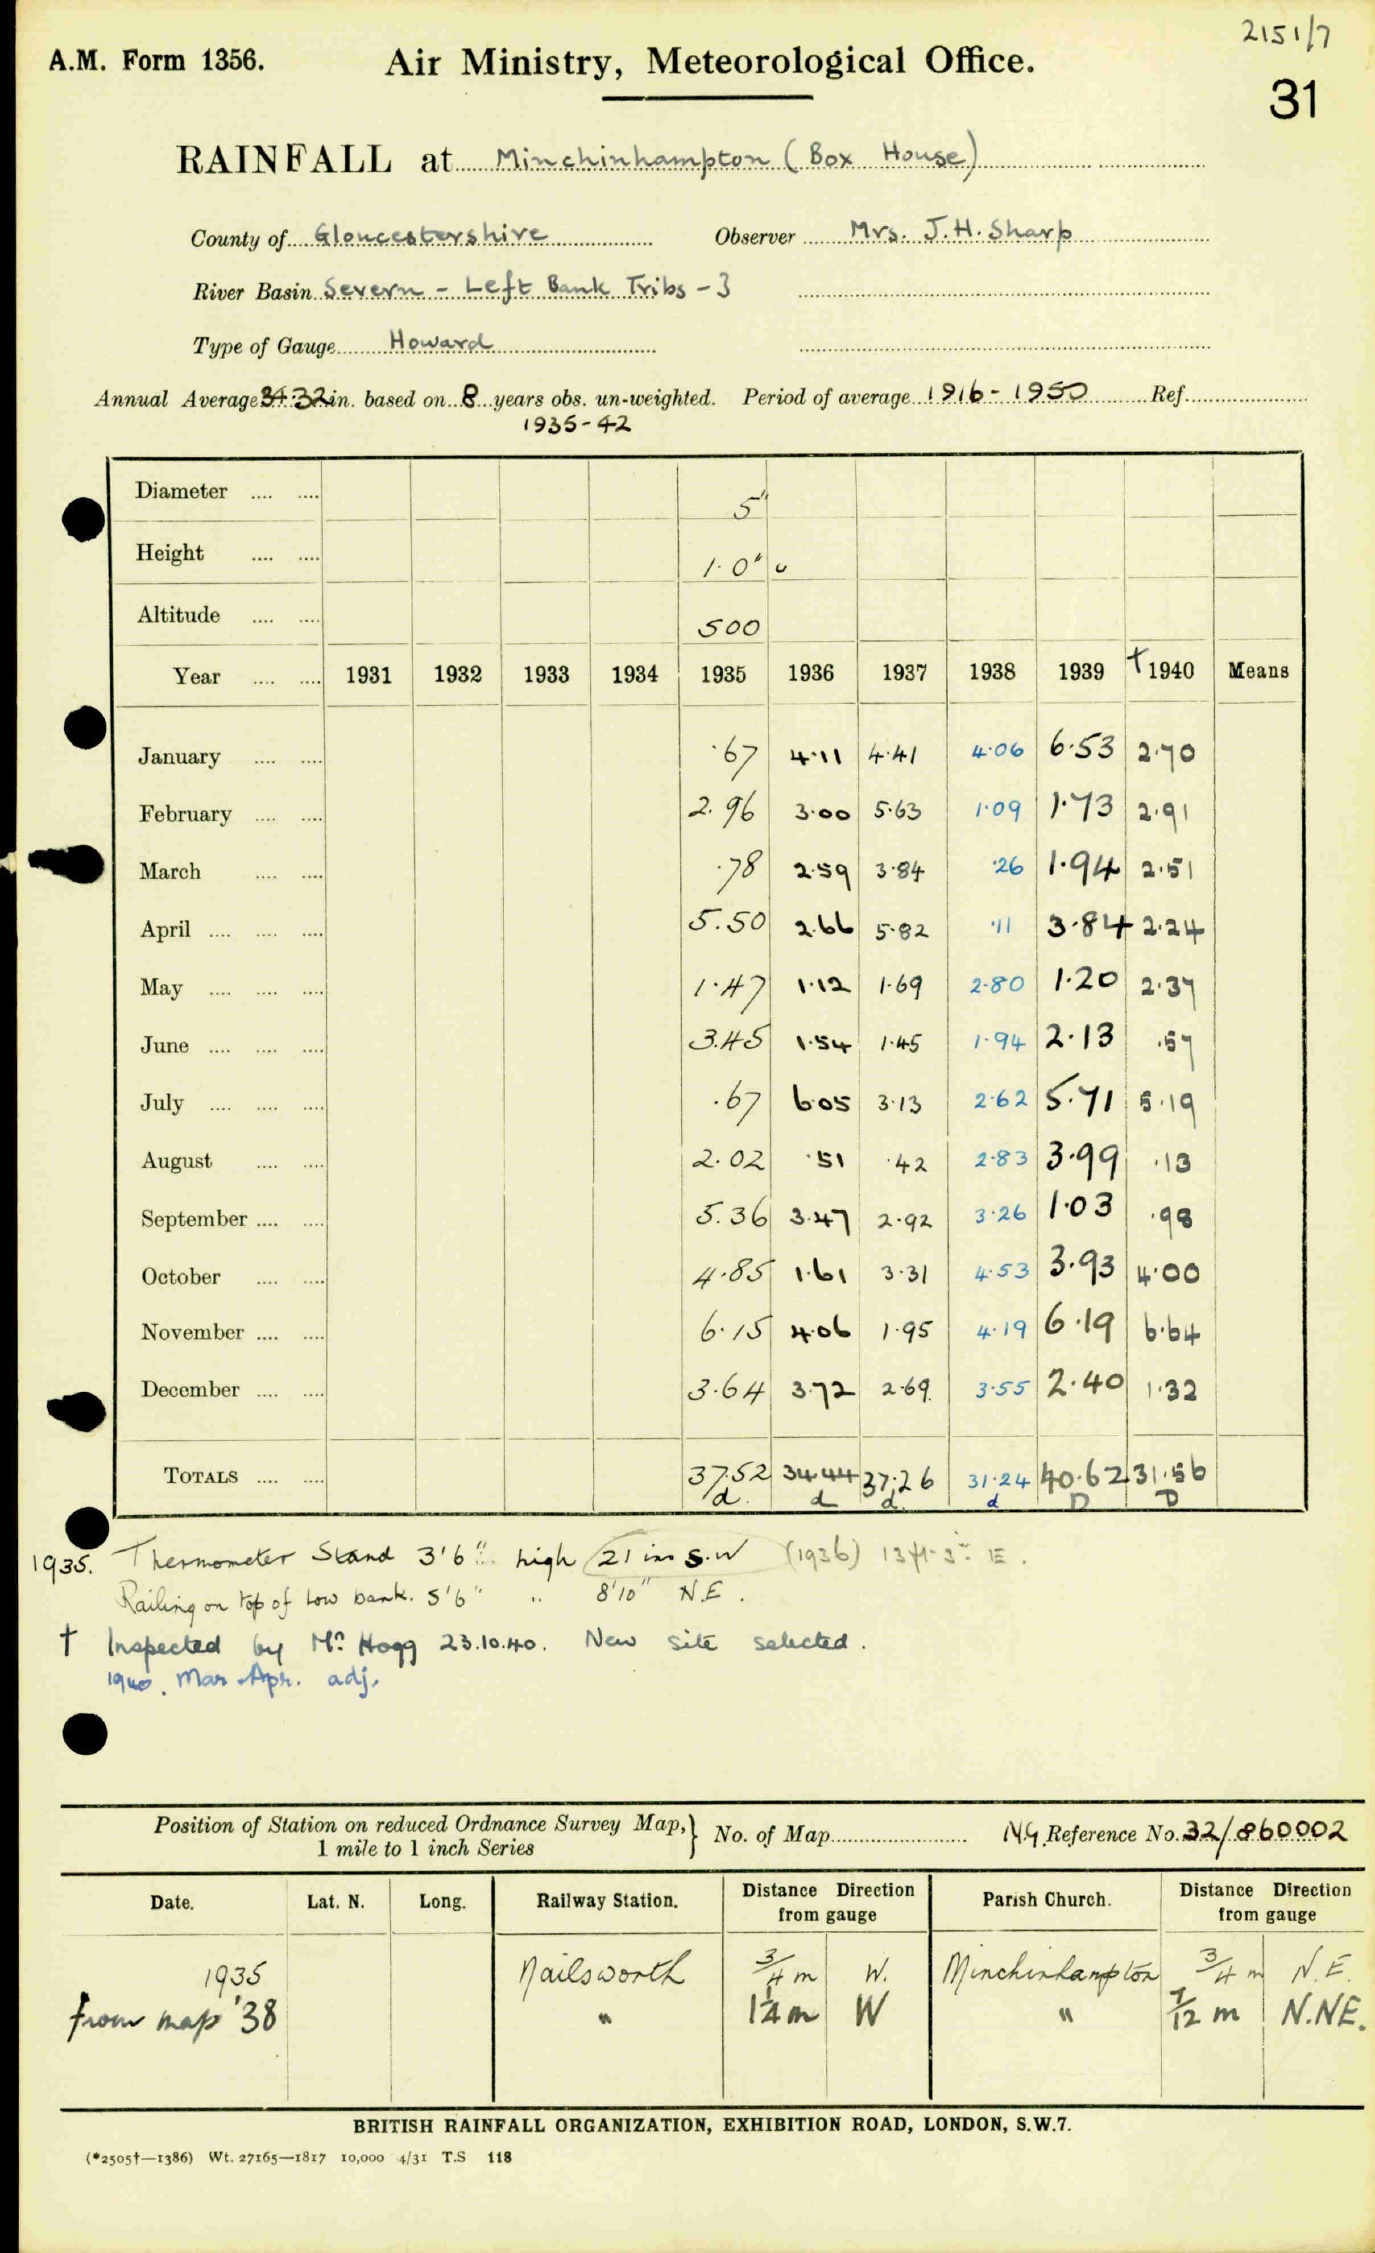 2151/7
A.M. Form 1356. Air Ministry, Meteorological Office.
31
RAINFALL at Minchinhampton (Box House)
County of Gloucestershire Observer Mrs. J.H. Sharp
River Basin Severn - Left Bank Tribs - 3
Type of Gauge Howard
Annual Average 34.32 in. based on 8 years obs. un-weighted. Period of average 1916 - 1950 Ref.
1935-42
Diameter 5"
Height 1.0"
Altitude 500
Year 1931 1932 1933 1934 1935 1936 1937 1938 1939 †1940 Means
January .67 4.11 4.41 4.06 6.53 2.70
February 2.96 3.00 5.63 1.09 1.73 2.91
March .78 2.59 3.84 .26 1.94 2.51
April 5.50 2.66 5.82 .11 3.84 2.24
May 1.47 1.12 1.69 2.80 1.20 2.37
June 3.45 1.54 1.45 1.94 2.13 .57
July .67 6.05 3.13 2.62 5.71 5.19
August 2.02 .51 .42 2.83 3.99 .13
September 5.36 3.47 2.92 3.26 1.03 .98
October 4.85 1.61 3.31 4.53 3.93 4.00
November 6.15 4.06 1.95 4.19 6.19 6.64
December 3.64 3.72 2.69 3.55 2.40 1.32
TOTALS 37.52 34.44 37.26 31.24 40.62 31.56
d d d d D D
1935. Thermometer Stand 3'6" high 21 ins S.W (1936) 13ft-3" E.
Railing on top of low bank. 5'6" " 8'10" N.E.
† Inspected by Mr. Hogg 23.10.40. New site selected.
1940. Mar Apr. adj.
Position of Station on reduced Ordnance Survey Map, } No. of Map NG Reference No. 32/860002
1 mile to 1 inch Series
Date. Lat. N. Long. Railway Station. Distance Direction from gauge Parish Church. Distance Direction from gauge
1935 Nailsworth 3/4 m W. Minchinhampton 3/4 m N.E.
from map '38 " 1 1/4 m W " 7/12 m N.NE.
BRITISH RAINFALL ORGANIZATION, EXHIBITION ROAD, LONDON, S.W.7.
(*2505†—1386) Wt. 27165—1817 10,000 4/31 T.S 118